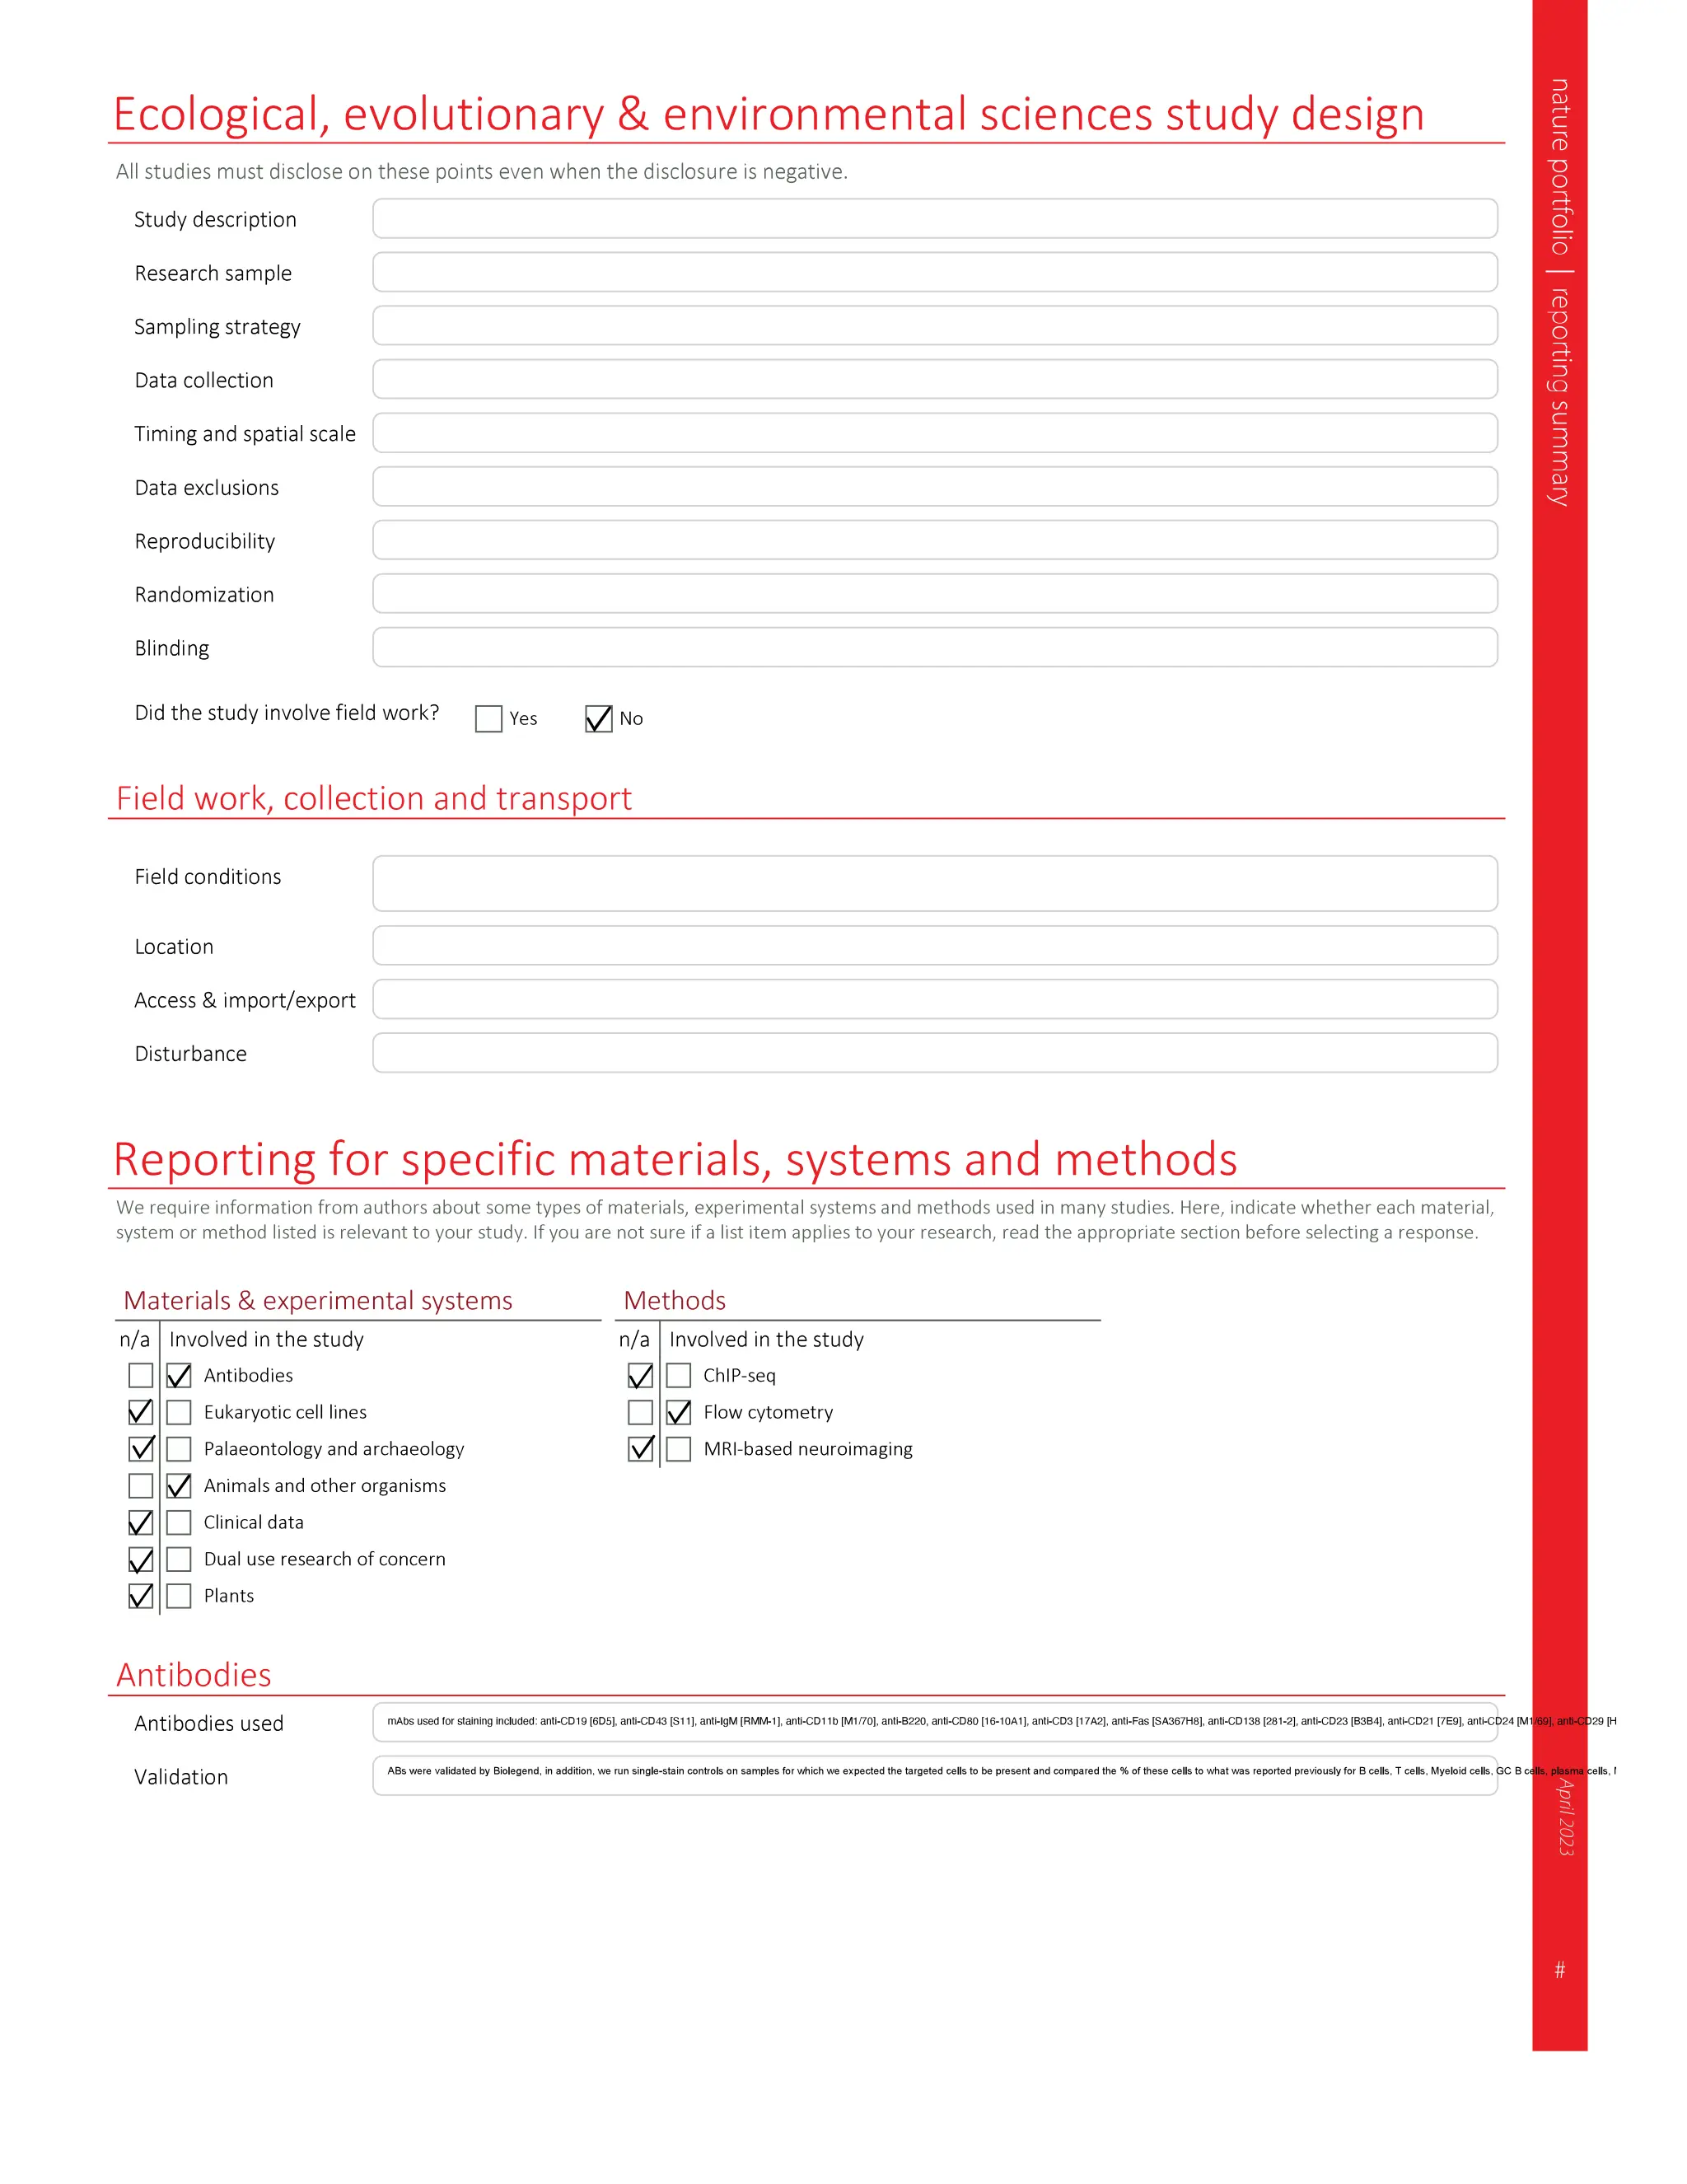 Ecological, evolutionary & environmental sciences study design
All studies must disclose on these points even when the disclosure is negative.
Study description
Research sample
Sampling strategy
Data collection
Timing and spatial scale
Data exclusions
Reproducibility
Randomization
Blinding
Did the study involve field work? Yes No
Field work, collection and transport
Field conditions
Location
Access & import/export
Disturbance
Reporting for specific materials, systems and methods
We require information from authors about some types of materials, experimental systems and methods used in many studies. Here, indicate whether each material,
system or method listed is relevant to your study. If you are not sure if a list item applies to your research, read the appropriate section before selecting a response.
Materials & experimental systems
n/a Involved in the study
Antibodies
Eukaryotic cell lines
Palaeontology and archaeology
Animals and other organisms
Clinical data
Dual use research of concern
Plants
Methods
n/a Involved in the study
ChIP-seq
Flow cytometry
MRI-based neuroimaging
Antibodies
Antibodies used
mAbs used for staining included: anti-CD19 [6D5], anti-CD43 [S11], anti-IgM [RMM-1], anti-CD11b [M1/70], anti-B220, anti-CD80 [16-10A1], anti-CD3 [17A2], anti-Fas [SA367H8], anti-CD138 [281-2], anti-CD23 [B3B4], anti-CD21 [7E9], anti-CD24 [M1/69], anti-CD29 [H
Validation
ABs were validated by Biolegend, in addition, we run single-stain controls on samples for which we expected the targeted cells to be present and compared the % of these cells to what was reported previously for B cells, T cells, Myeloid cells, GC B cells, plasma cells,
nature portfolio | reporting summary
April 2023
#